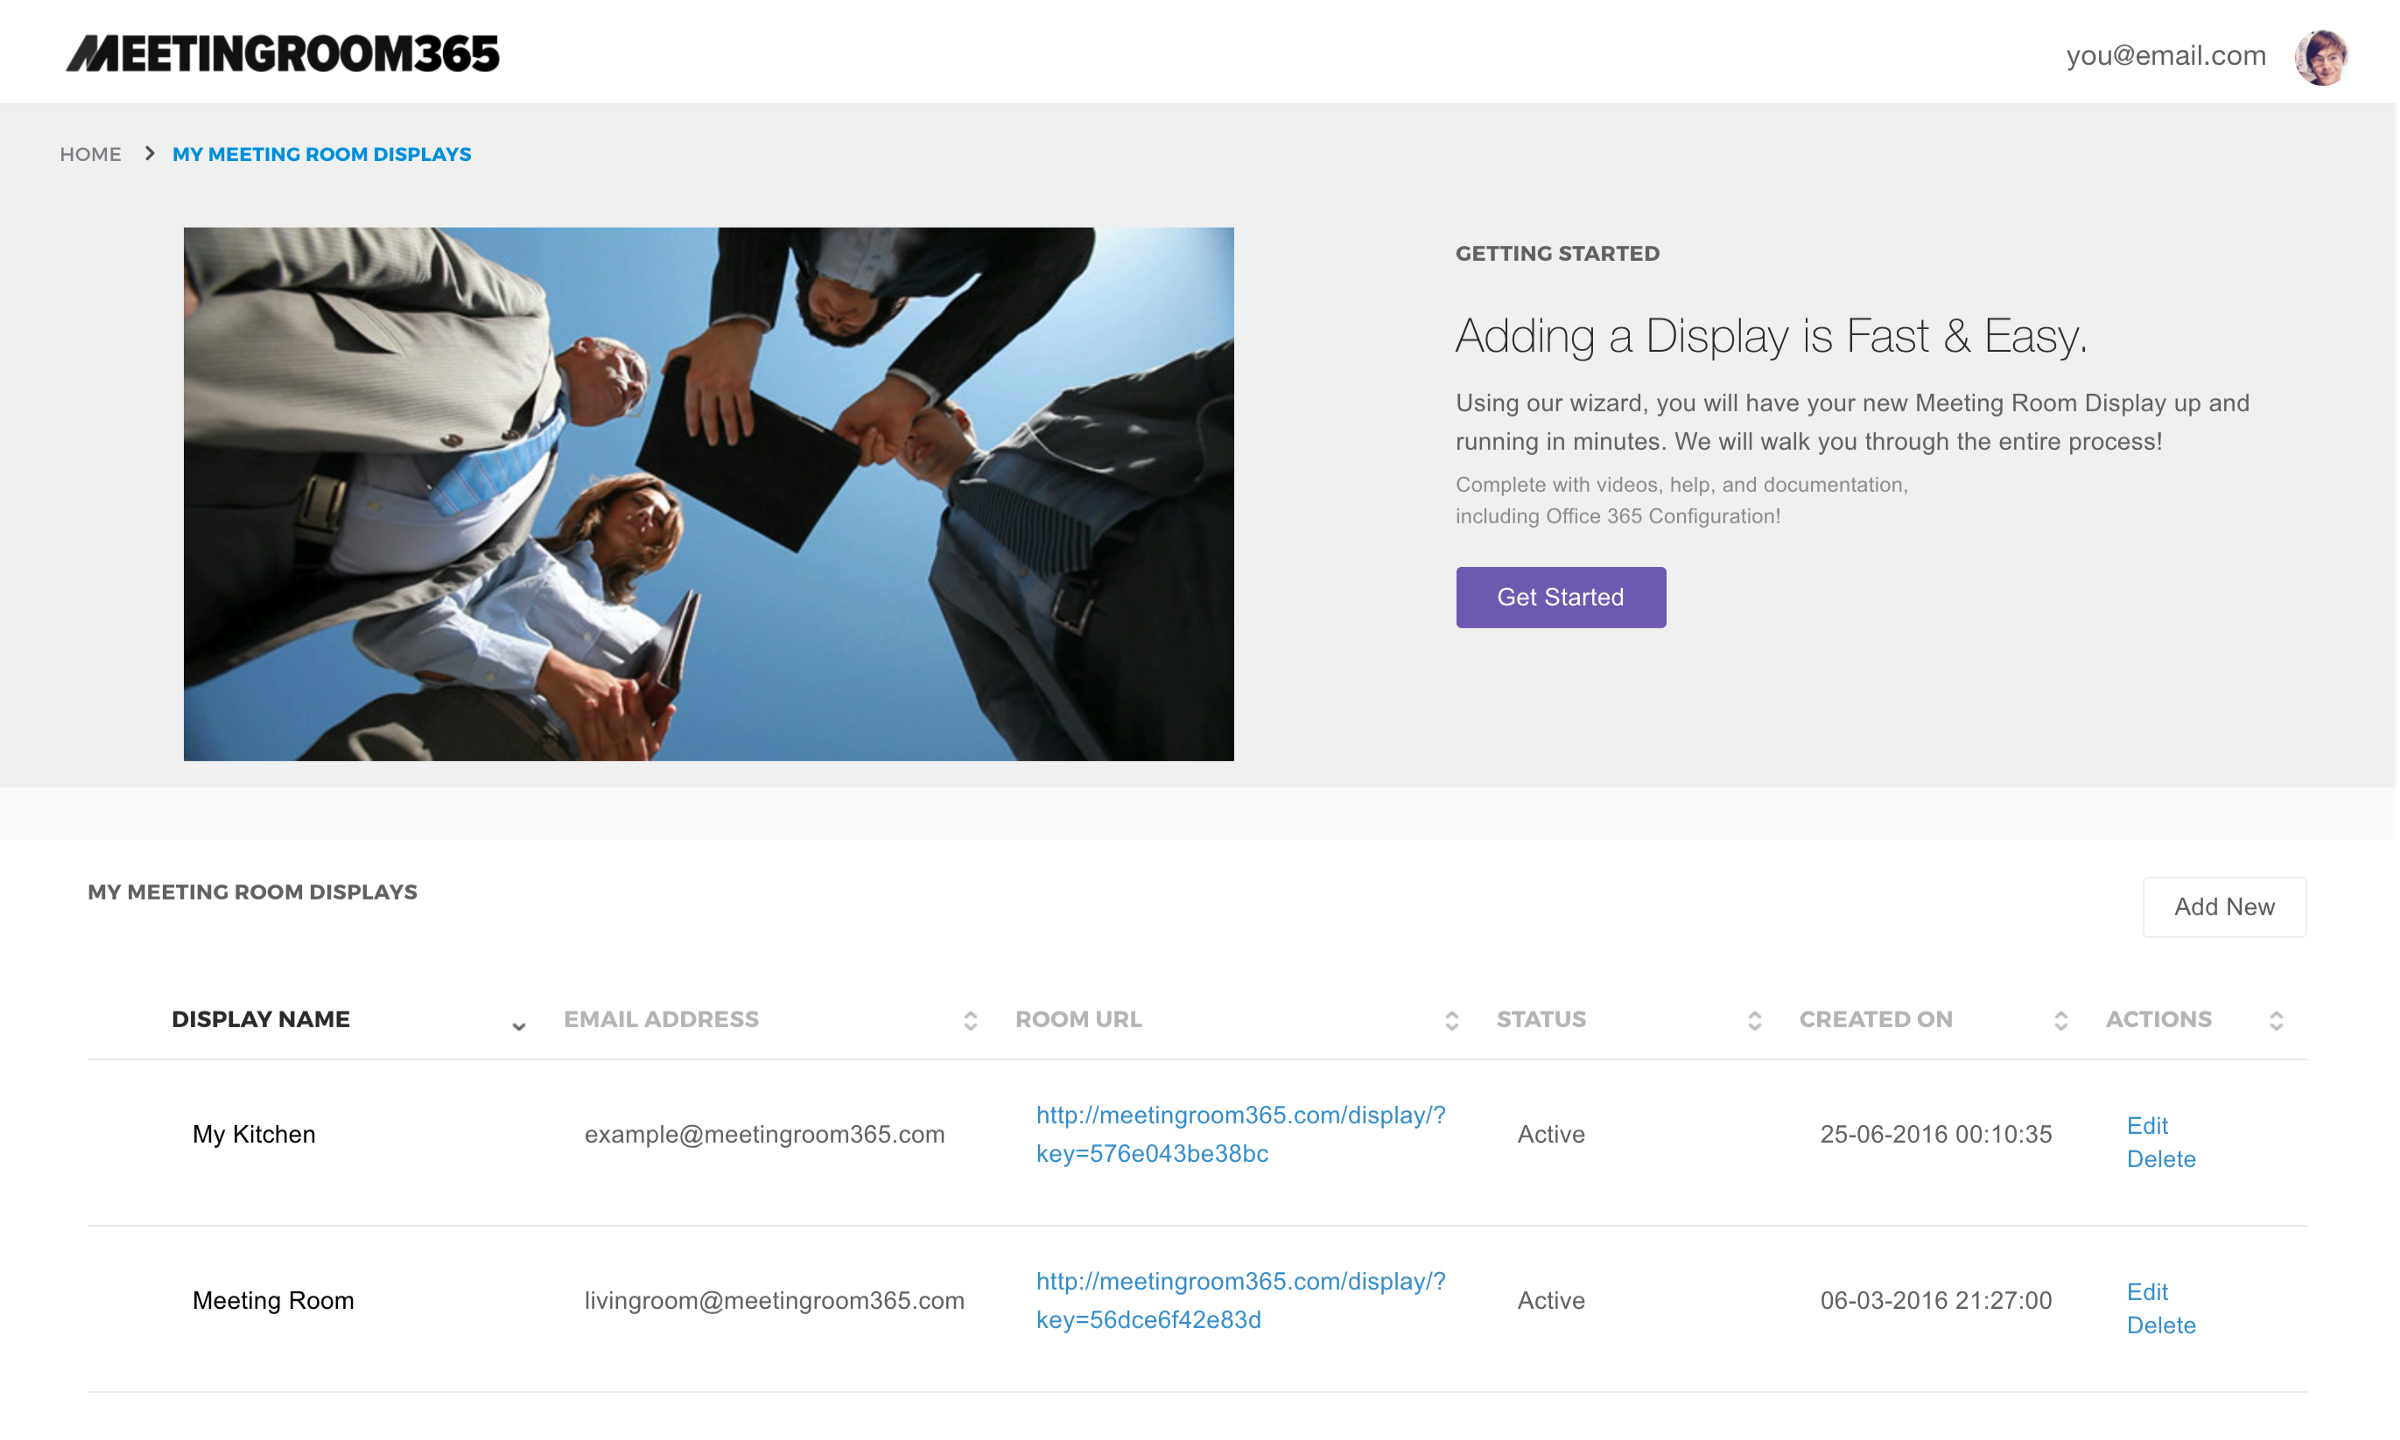 MEETINGROOM365
you@email.com
HOME > MY MEETING ROOM DISPLAYS
GETTING STARTED
Adding a Display is Fast & Easy.
Using our wizard, you will have your new Meeting Room Display up and
running in minutes. We will walk you through the entire process!
Complete with videos, help, and documentation,
including Office 365 Configuration!
Get Started
MY MEETING ROOM DISPLAYS
Add New
DISPLAY NAME EMAIL ADDRESS ROOM URL STATUS CREATED ON ACTIONS
My Kitchen
example@meetingroom365.com
http://meetingroom365.com/display/?
key=576e043be38bc
Active
25-06-2016 00:10:35
Edit
Delete
Meeting Room
livingroom@meetingroom365.com
http://meetingroom365.com/display/?
key=56dce6f42e83d
Active
06-03-2016 21:27:00
Edit
Delete